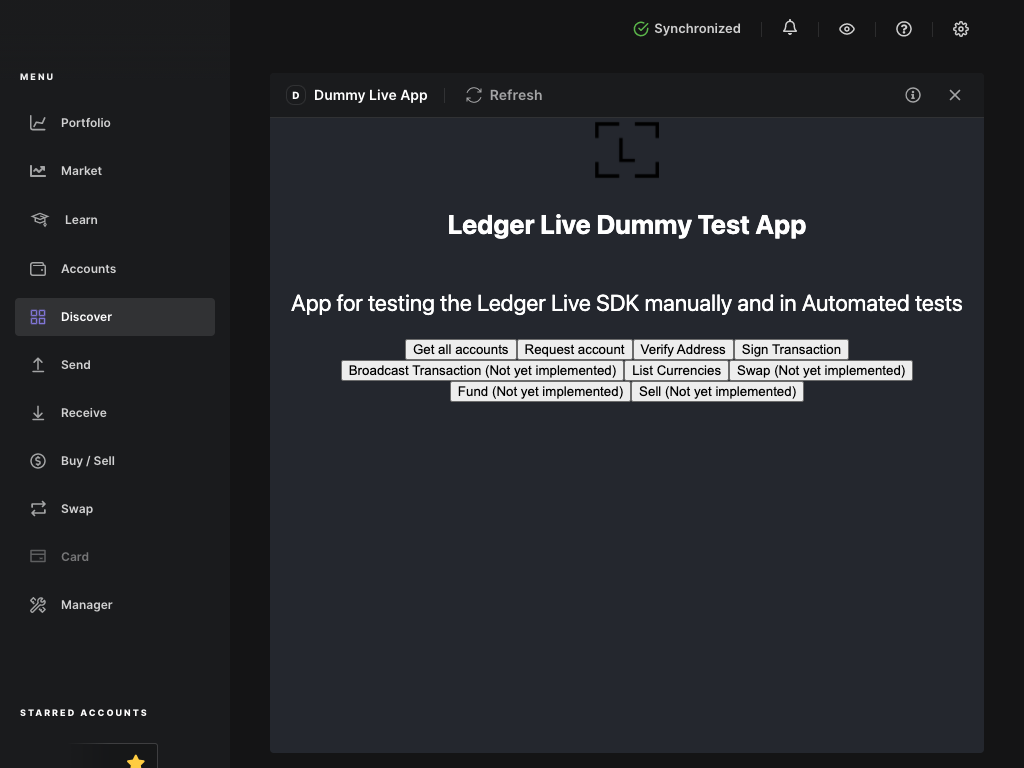 Synchronized
MENU
Portfolio
Market
Learn
Accounts
Discover
Send
Receive
Buy / Sell
Swap
Card
Manager
STARRED ACCOUNTS
D Dummy Live App Refresh
L
Ledger Live Dummy Test App
App for testing the Ledger Live SDK manually and in Automated tests
Get all accounts Request account Verify Address Sign Transaction
Broadcast Transaction (Not yet implemented) List Currencies Swap (Not yet implemented)
Fund (Not yet implemented) Sell (Not yet implemented)